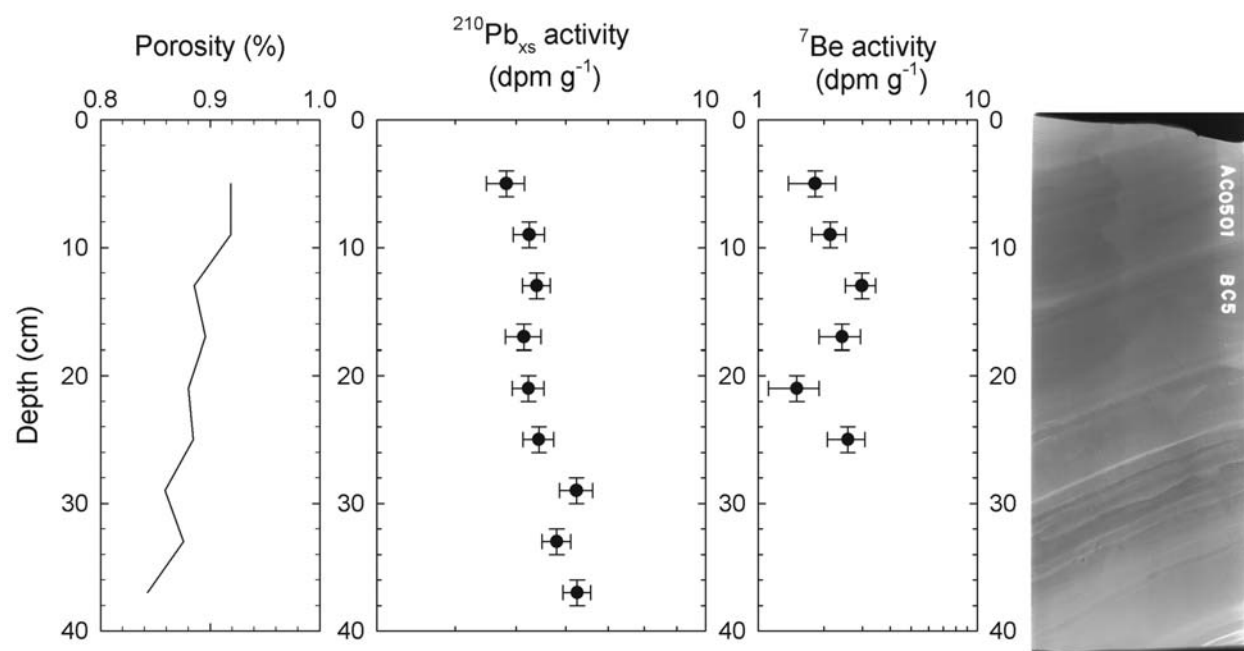 Porosity (%)
0.8 0.9 1.0
²¹⁰Pbxs activity
(dpm g⁻¹)
10
⁷Be activity
(dpm g⁻¹)
1 10
Depth (cm)
0 0 0 0
10 10 10 10
20 20 20 20
30 30 30 30
40 40 40 40
AC0501 BC5